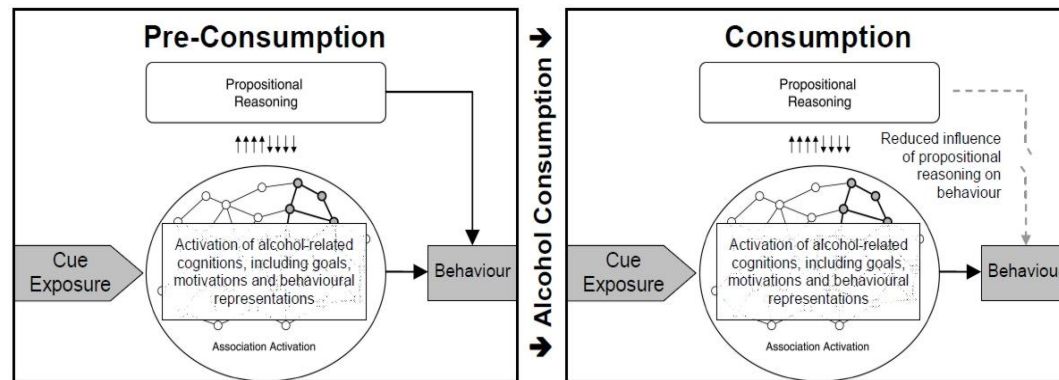 Pre-Consumption
Propositional
Reasoning
Cue
Exposure
Activation of alcohol-related
cognitions, including goals,
motivations and behavioural
representations
Association Activation
Behaviour
➔ Alcohol Consumption ➔
Consumption
Propositional
Reasoning
Reduced influence
of propositional
reasoning on
behaviour
Cue
Exposure
Activation of alcohol-related
cognitions, including goals,
motivations and behavioural
representations
Association Activation
Behaviour